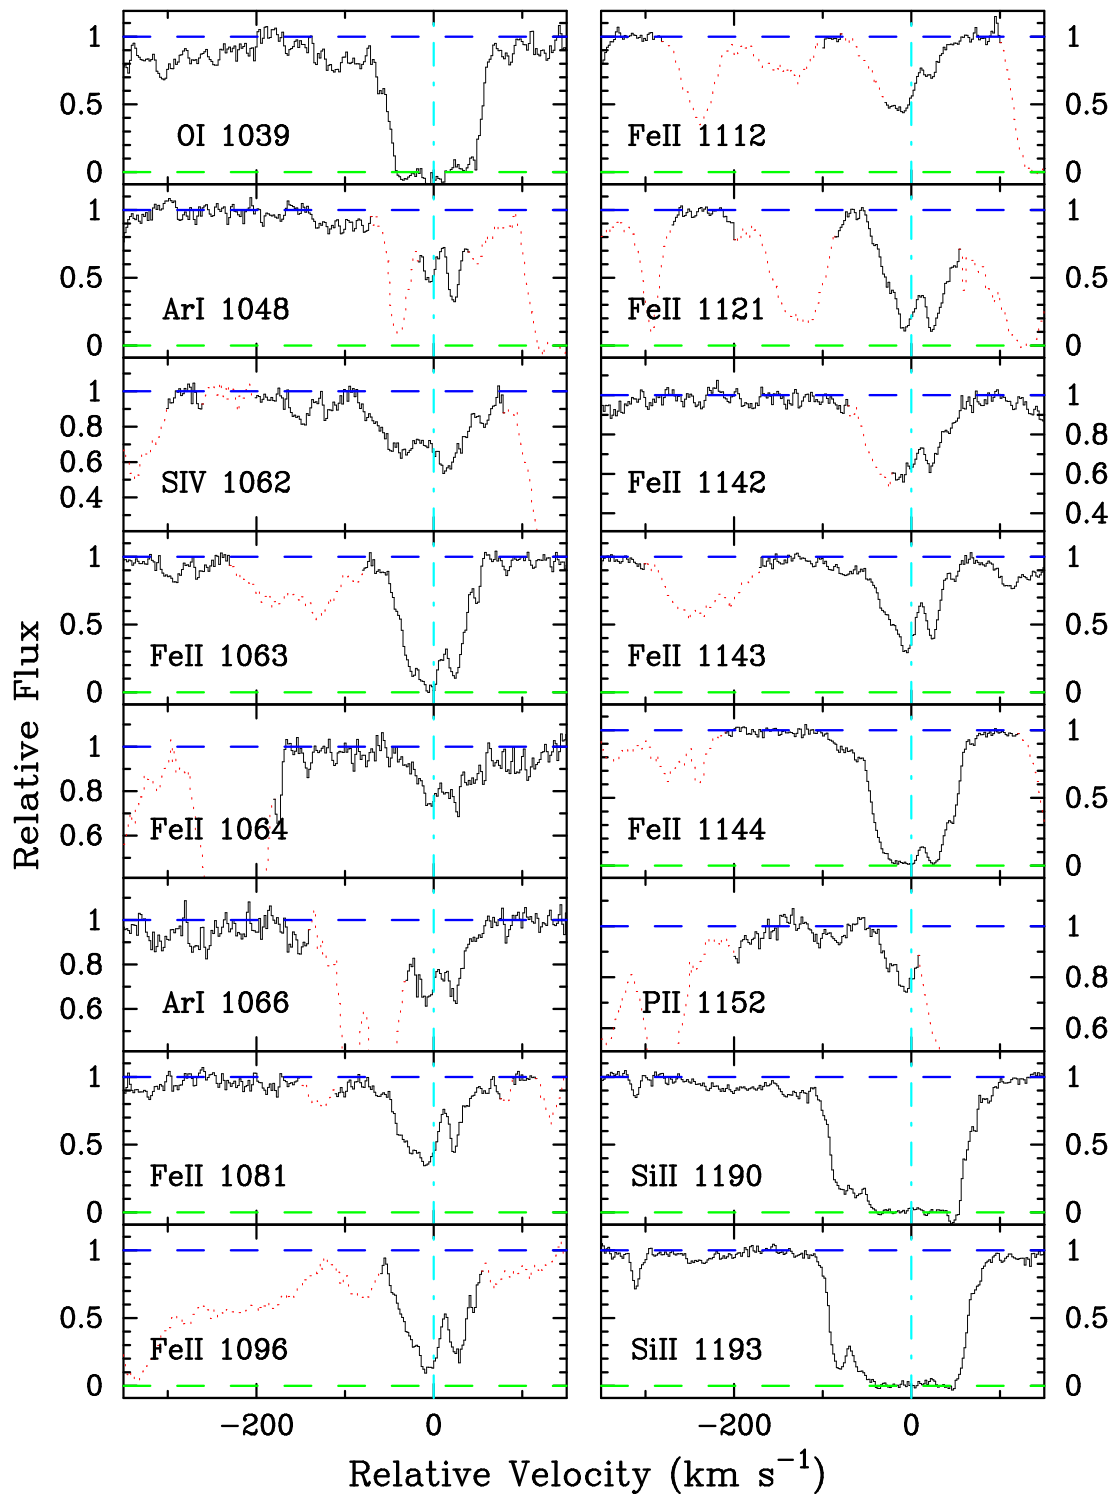 1
0.5
0
OI 1039
1
0.5
0
ArI 1048
1
0.8
0.6
0.4
SIV 1062
1
0.5
0
FeII 1063
1
0.8
0.6
FeII 1064
1
0.8
0.6
ArI 1066
1
0.5
0
FeII 1081
1
0.5
0
FeII 1096
1
0.5
0
FeII 1112
1
0.5
0
FeII 1121
1
0.8
0.6
0.4
FeII 1142
1
0.5
0
FeII 1143
1
0.5
0
FeII 1144
1
0.8
0.6
PII 1152
1
0.5
0
SiII 1190
1
0.5
0
SiII 1193
−200 0
−200 0
Relative Flux
Relative Velocity (km s⁻¹)